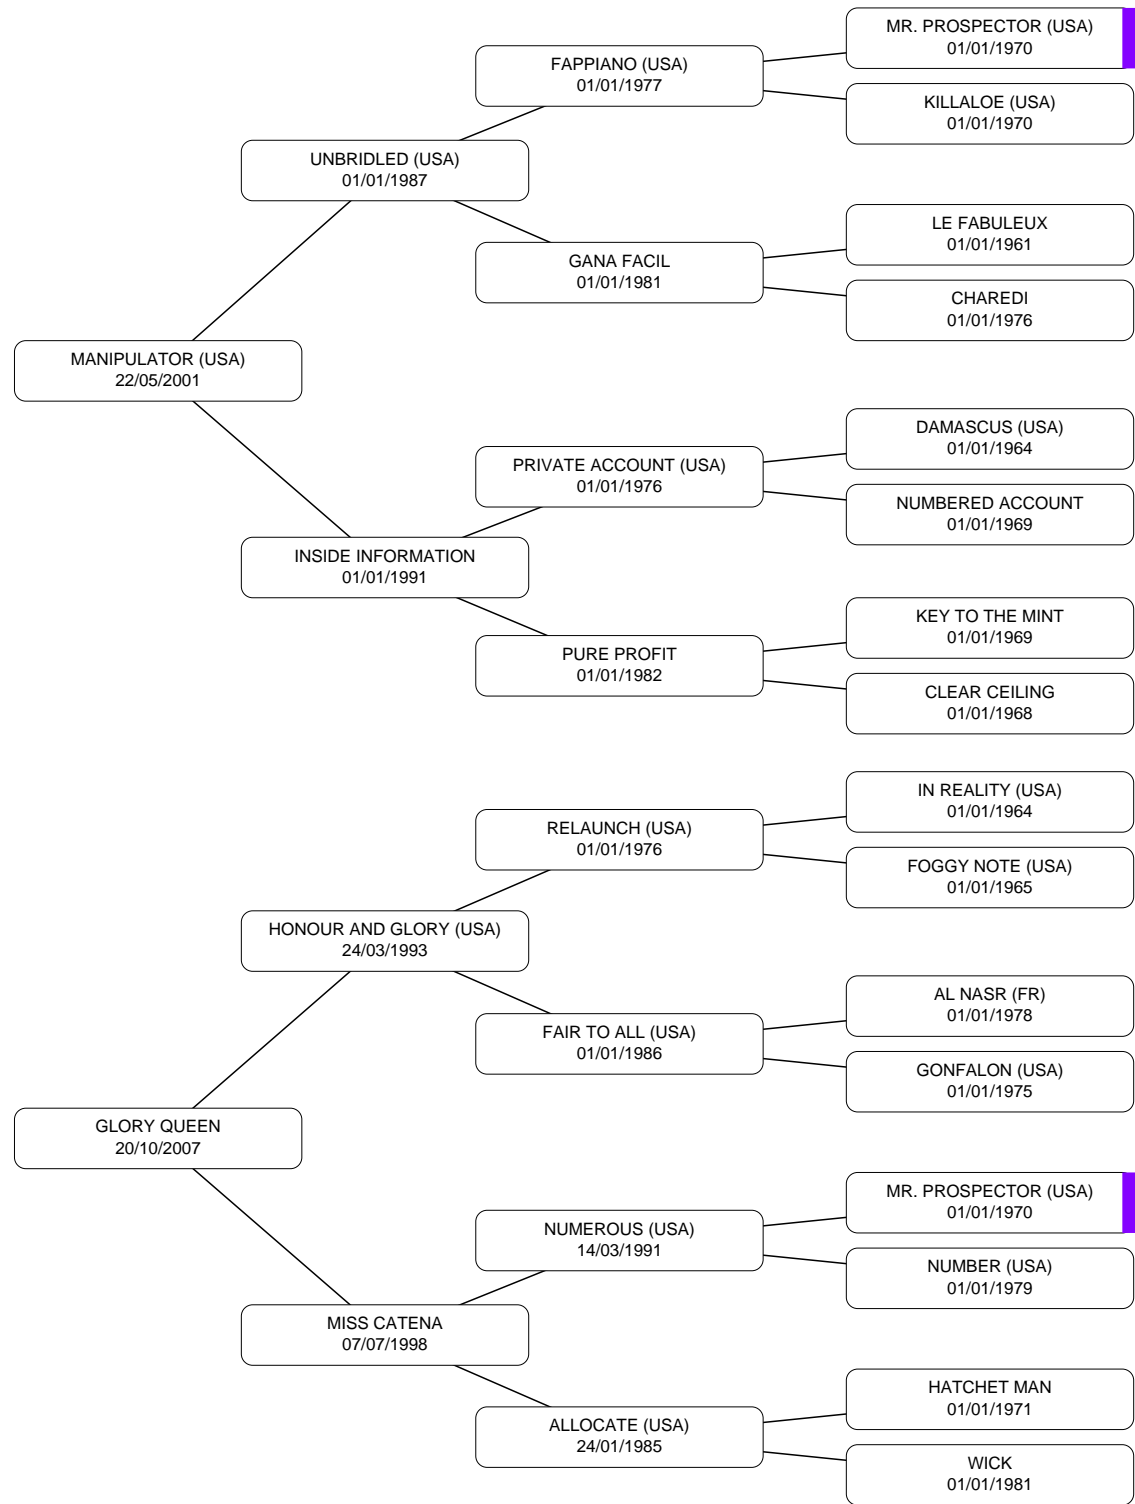 MR. PROSPECTOR (USA)
01/01/1970
FAPPIANO (USA)
01/01/1977
KILLALOE (USA)
01/01/1970
UNBRIDLED (USA)
01/01/1987
LE FABULEUX
01/01/1961
GANA FACIL
01/01/1981
CHAREDI
01/01/1976
MANIPULATOR (USA)
22/05/2001
DAMASCUS (USA)
01/01/1964
PRIVATE ACCOUNT (USA)
01/01/1976
NUMBERED ACCOUNT
01/01/1969
INSIDE INFORMATION
01/01/1991
KEY TO THE MINT
01/01/1969
PURE PROFIT
01/01/1982
CLEAR CEILING
01/01/1968
IN REALITY (USA)
01/01/1964
RELAUNCH (USA)
01/01/1976
FOGGY NOTE (USA)
01/01/1965
HONOUR AND GLORY (USA)
24/03/1993
AL NASR (FR)
01/01/1978
FAIR TO ALL (USA)
01/01/1986
GONFALON (USA)
01/01/1975
GLORY QUEEN
20/10/2007
MR. PROSPECTOR (USA)
01/01/1970
NUMEROUS (USA)
14/03/1991
NUMBER (USA)
01/01/1979
MISS CATENA
07/07/1998
HATCHET MAN
01/01/1971
ALLOCATE (USA)
24/01/1985
WICK
01/01/1981